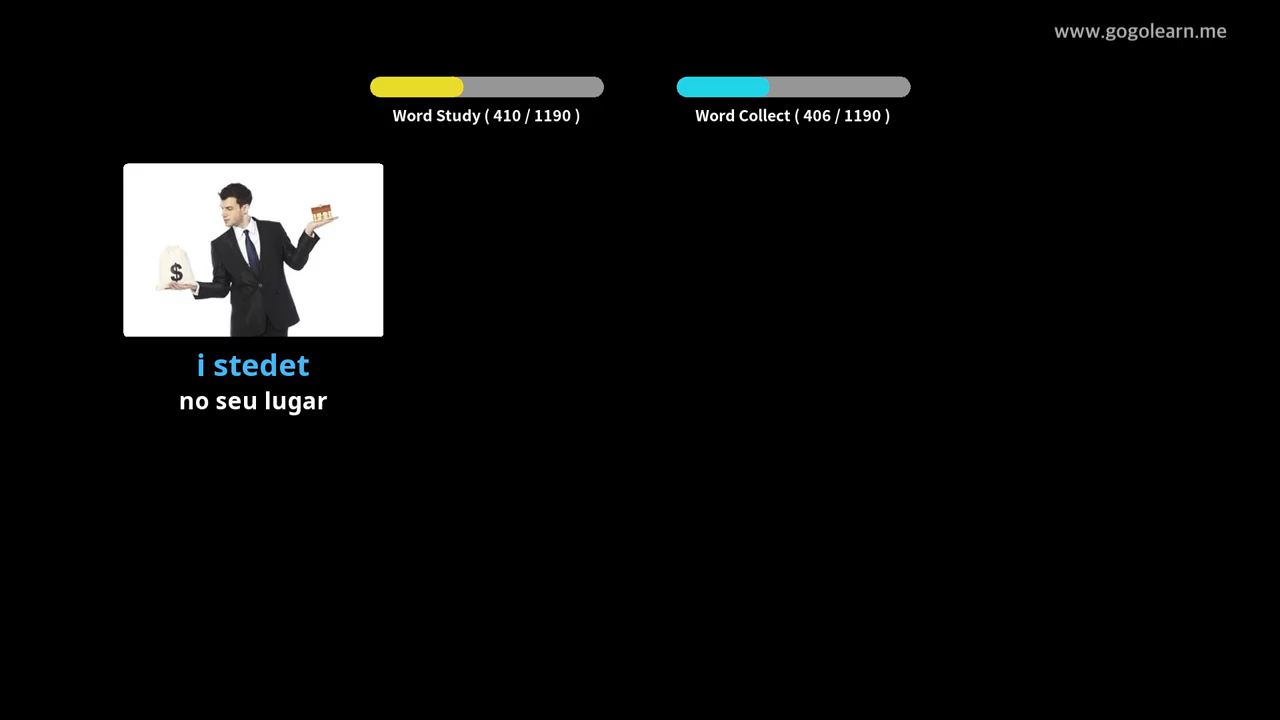 www.gogolearn.me
Word Study ( 410 / 1190 )
Word Collect ( 406 / 1190 )
$
i stedet
no seu lugar